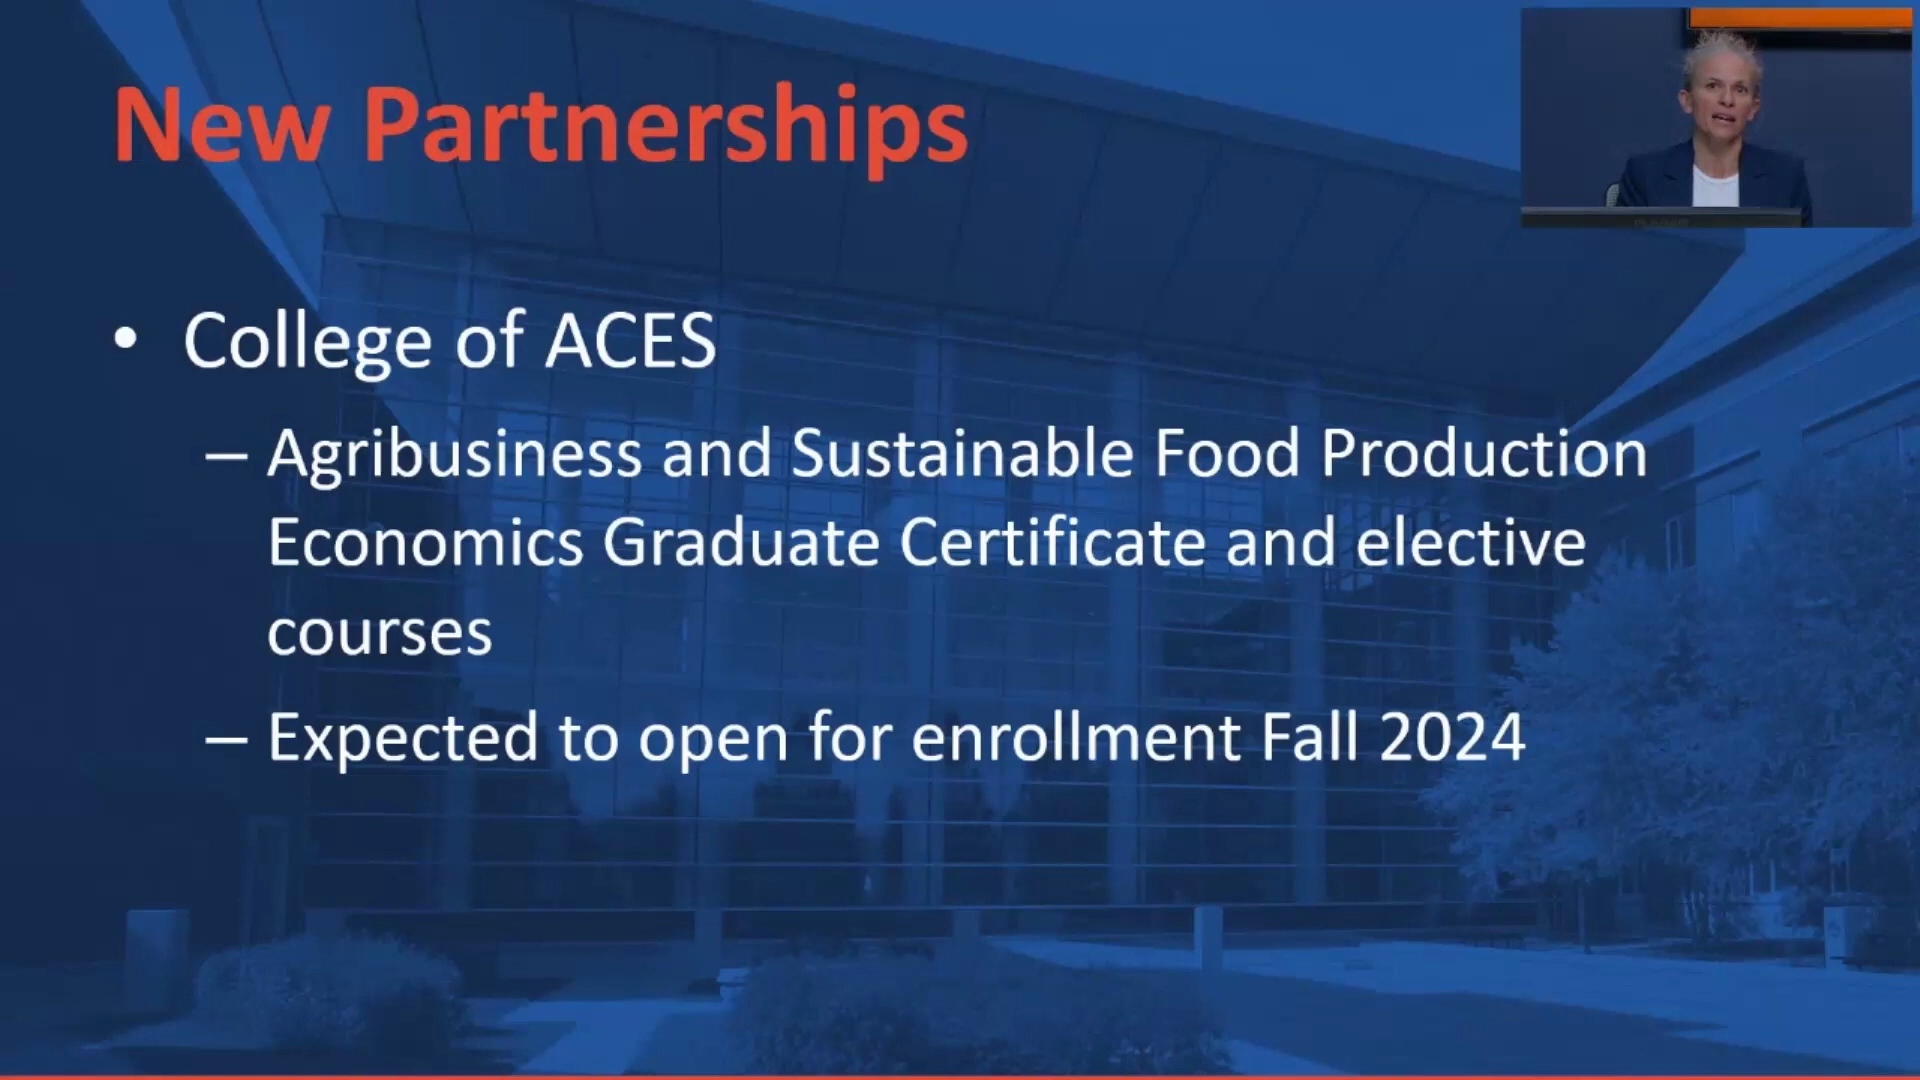 New Partnerships
• College of ACES
– Agribusiness and Sustainable Food Production
Economics Graduate Certificate and elective
courses
– Expected to open for enrollment Fall 2024